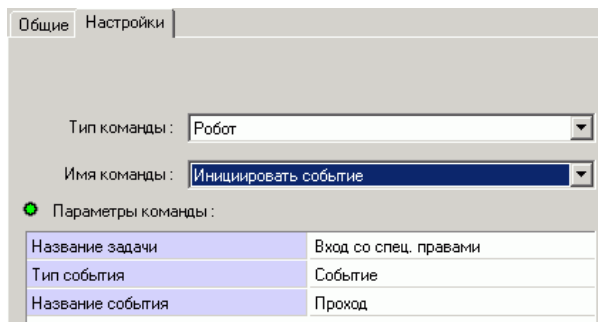 Общие Настройки
Тип команды : Робот
Имя команды : Инициировать событие
Параметры команды :
Название задачи Вход со спец. правами
Тип события Событие
Название события Проход